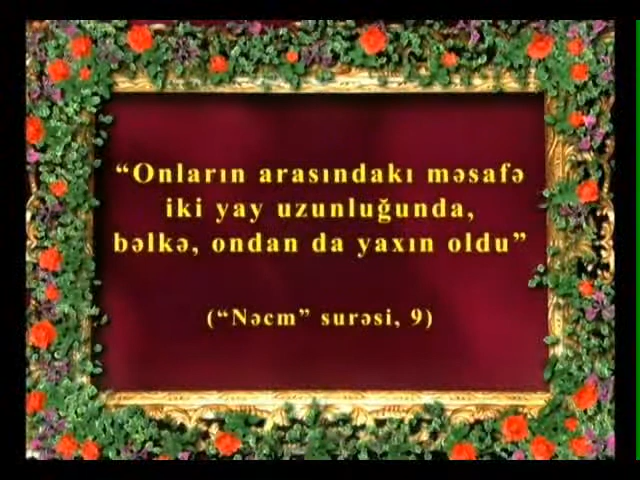 “Onların arasındakı məsafə
iki yay uzunluğunda,
bəlkə, ondan da yaxın oldu”
(“Nəcm” surəsi, 9)